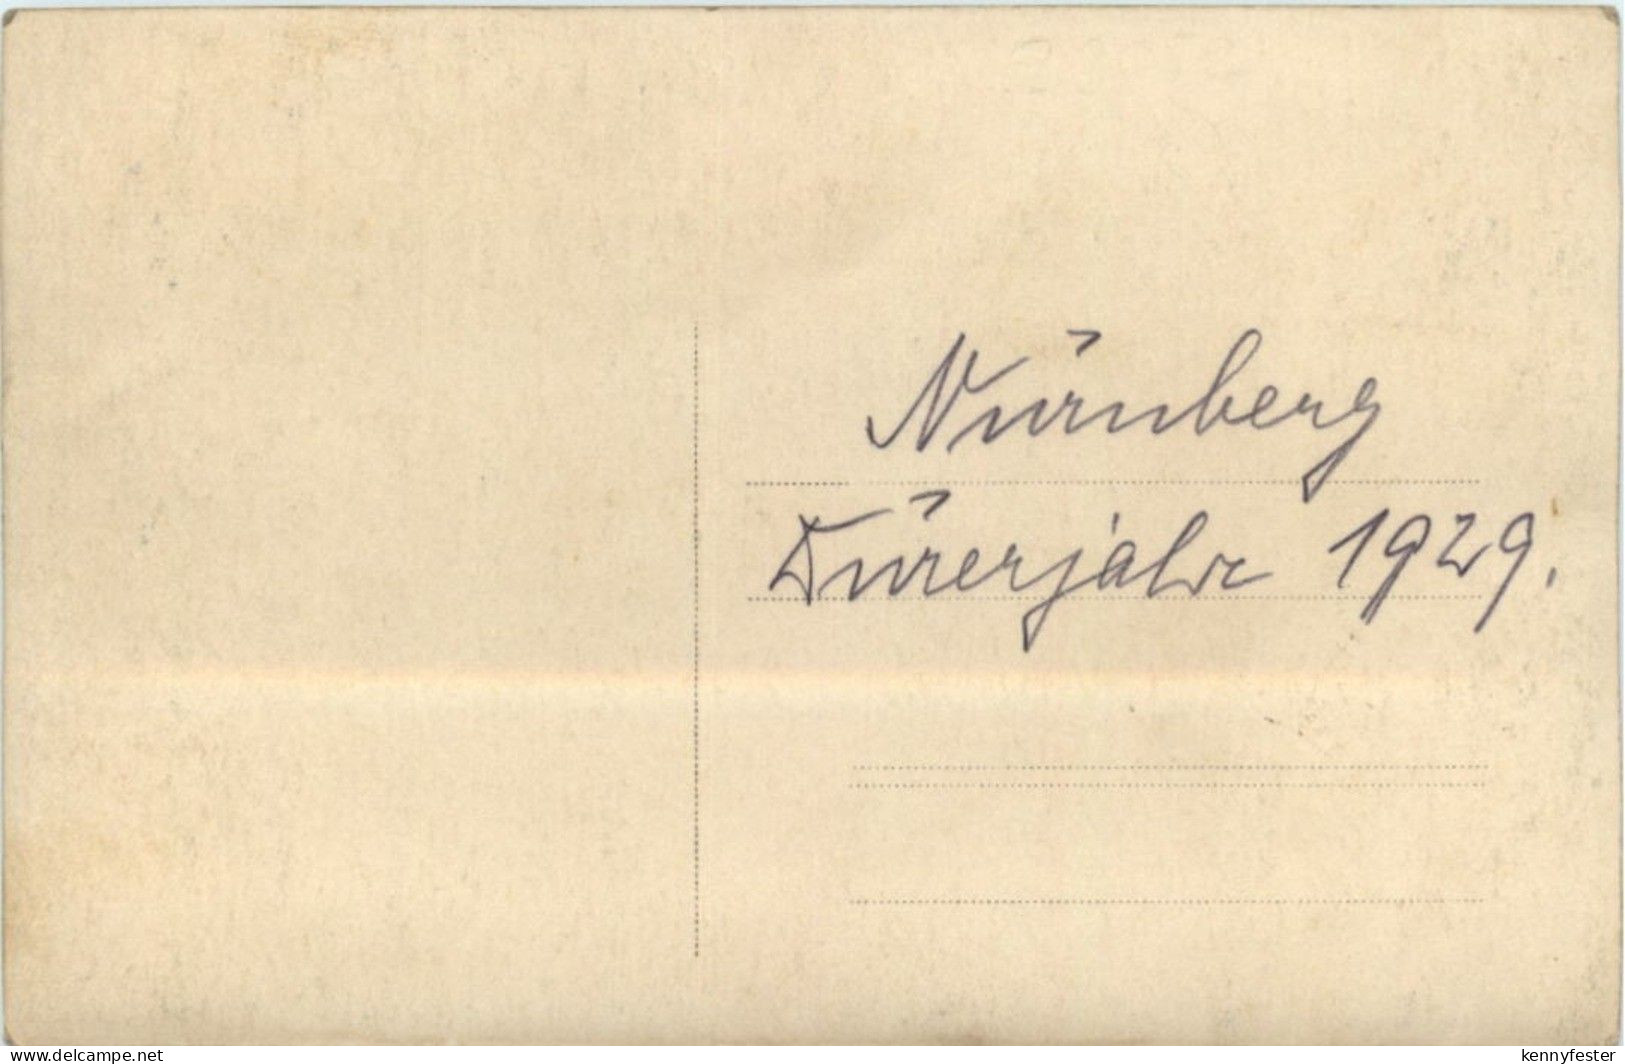 Nürnberg
Dürerjahr 1929.
www.delcampe.net
kennyfester